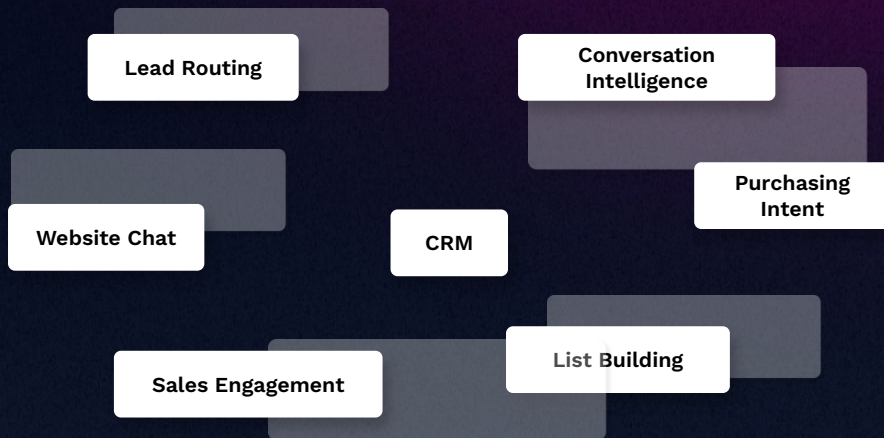 Lead Routing
Conversation
Intelligence
Purchasing
Intent
Website Chat
CRM
List Building
Sales Engagement